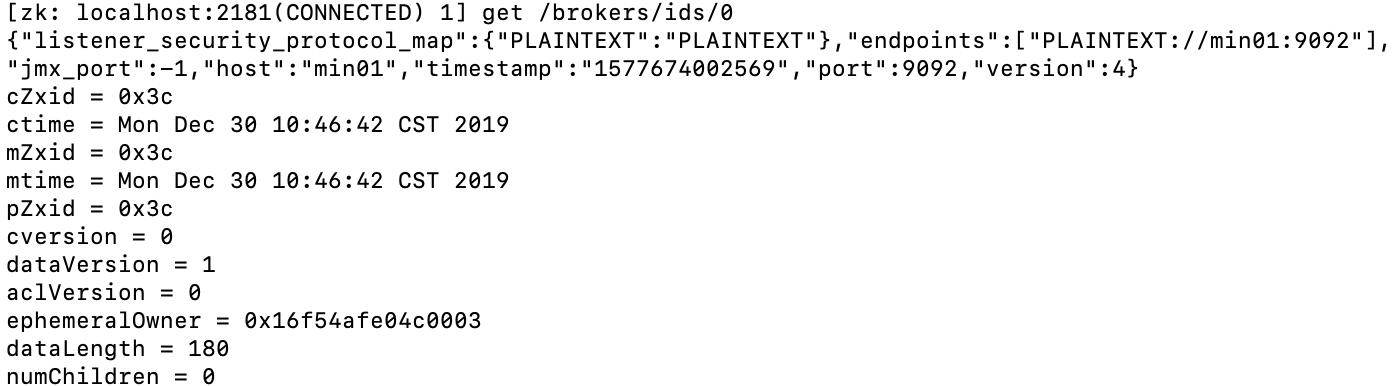 [zk: localhost:2181(CONNECTED) 1] get /brokers/ids/0
{"listener_security_protocol_map":{"PLAINTEXT":"PLAINTEXT"},"endpoints":["PLAINTEXT://min01:9092"],
"jmx_port":-1,"host":"min01","timestamp":"1577674002569","port":9092,"version":4}
cZxid = 0x3c
ctime = Mon Dec 30 10:46:42 CST 2019
mZxid = 0x3c
mtime = Mon Dec 30 10:46:42 CST 2019
pZxid = 0x3c
cversion = 0
dataVersion = 1
aclVersion = 0
ephemeralOwner = 0x16f54afe04c0003
dataLength = 180
numChildren = 0